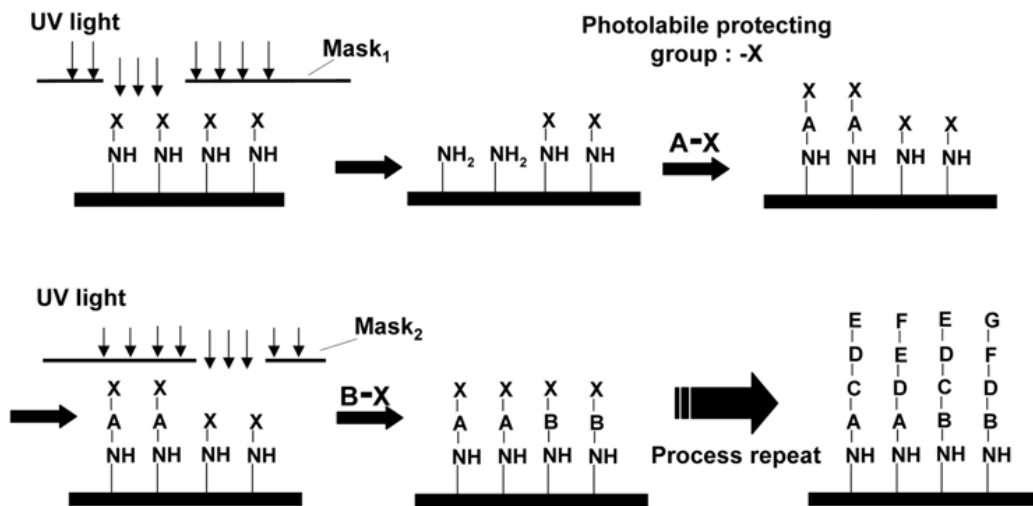 UV light
Mask₁
Photolabile protecting
group : -X
X X X X
NH NH NH NH
X X
NH₂ NH₂ NH NH
A-X
X X
A A X X
NH NH NH NH
UV light
Mask₂
X X
A A X X
NH NH NH NH
B-X
X X X X
A A B B
NH NH NH NH
Process repeat
E F E G
D E D F
C D C D
A A B B
NH NH NH NH